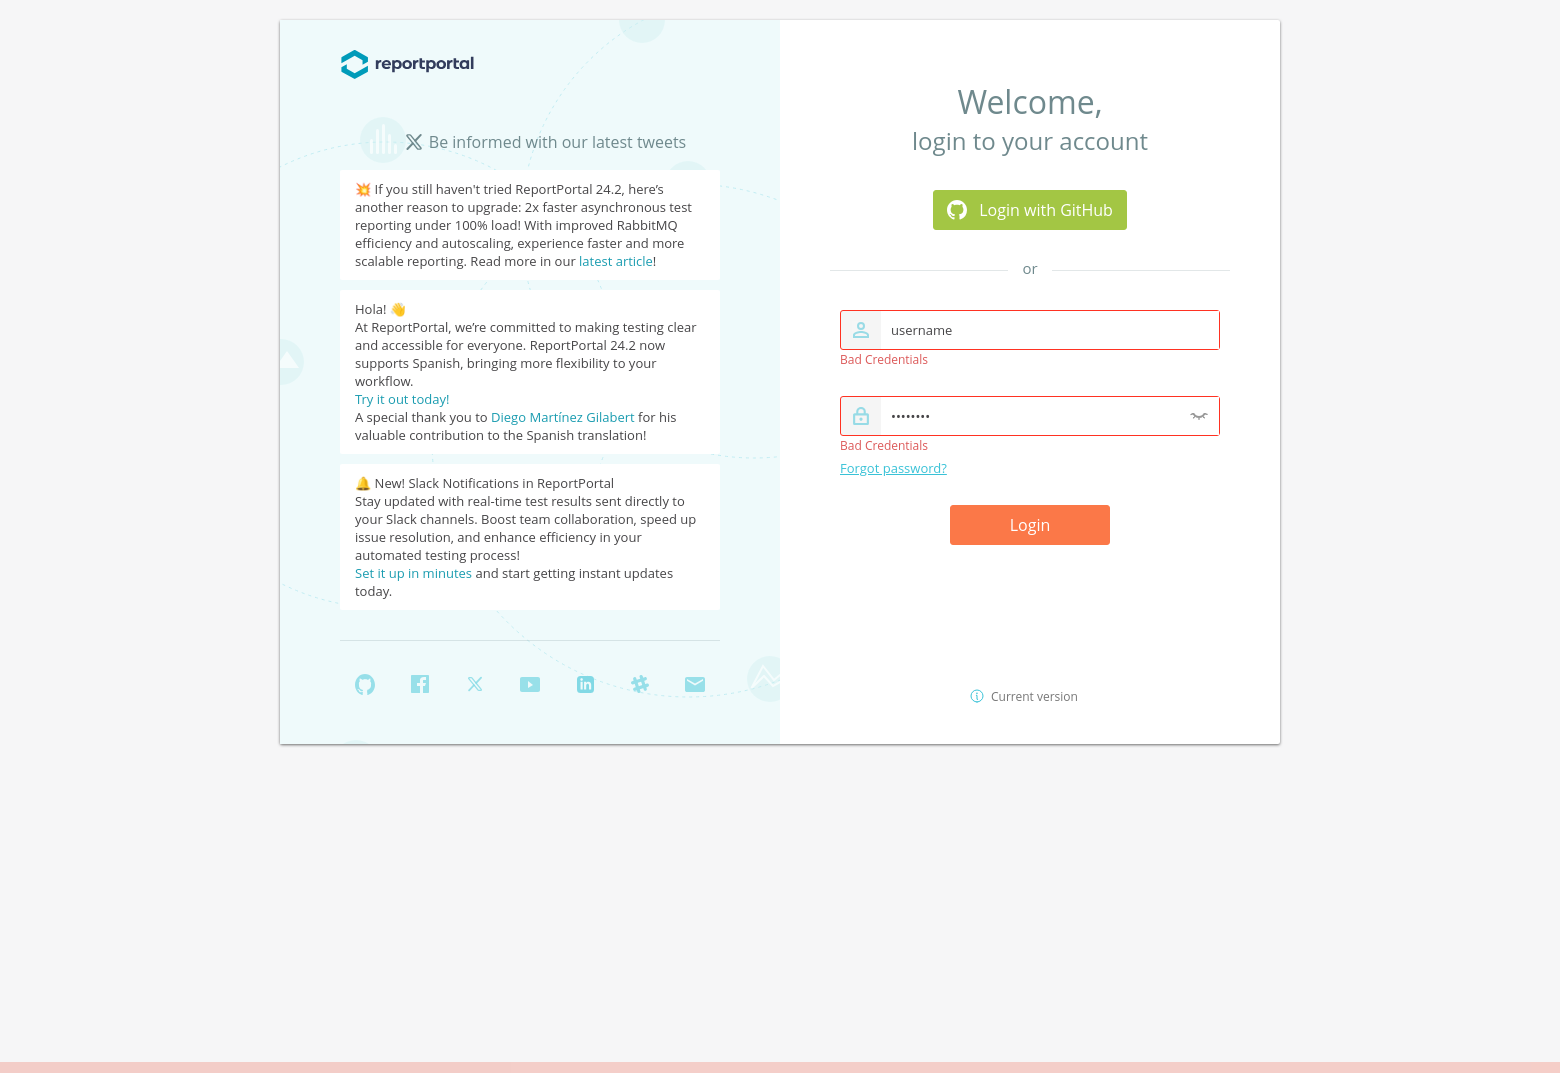 reportportal
Be informed with our latest tweets
💥 If you still haven't tried ReportPortal 24.2, here’s
another reason to upgrade: 2x faster asynchronous test
reporting under 100% load! With improved RabbitMQ
efficiency and autoscaling, experience faster and more
scalable reporting. Read more in our latest article!
Hola! 👋
At ReportPortal, we’re committed to making testing clear
and accessible for everyone. ReportPortal 24.2 now
supports Spanish, bringing more flexibility to your
workflow.
Try it out today!
A special thank you to Diego Martínez Gilabert for his
valuable contribution to the Spanish translation!
🔔 New! Slack Notifications in ReportPortal
Stay updated with real-time test results sent directly to
your Slack channels. Boost team collaboration, speed up
issue resolution, and enhance efficiency in your
automated testing process!
Set it up in minutes and start getting instant updates
today.
Welcome,
login to your account
Login with GitHub
or
username
Bad Credentials
••••••••
Bad Credentials
Forgot password?
Login
Current version